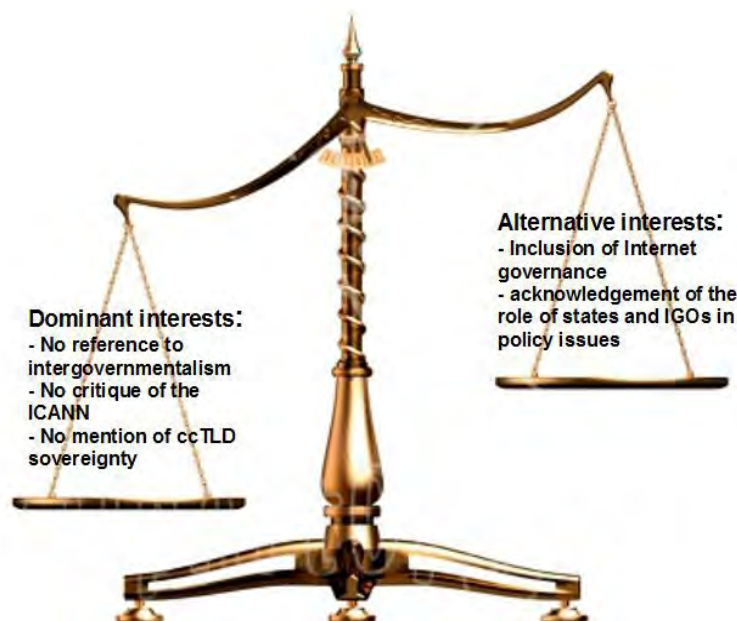 Dominant interests:
- No reference to
intergovernmentalism
- No critique of the
ICANN
- No mention of ccTLD
sovereignty
Alternative interests:
- Inclusion of Internet
governance
- acknowledgement of the
role of states and IGOs in
policy issues